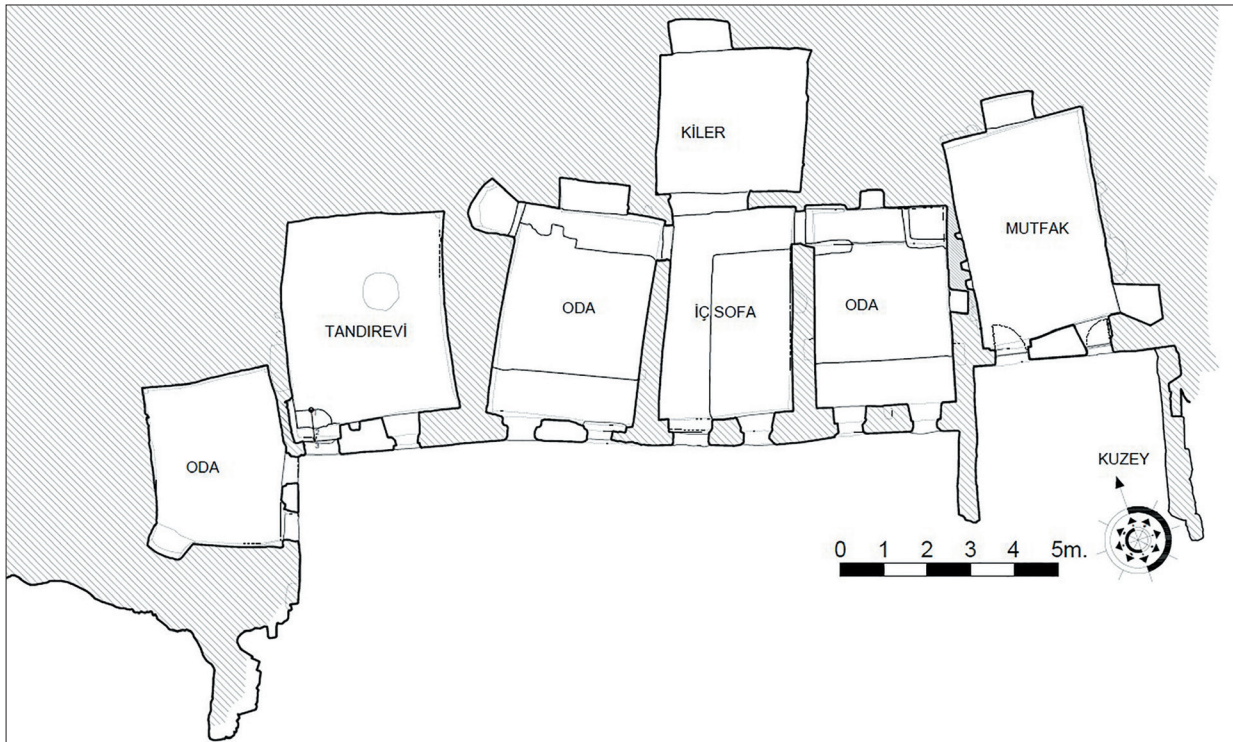 KİLER
MUTFAK
TANDIREVİ
ODA
İÇ SOFA
ODA
ODA
KUZEY
0 1 2 3 4 5m.